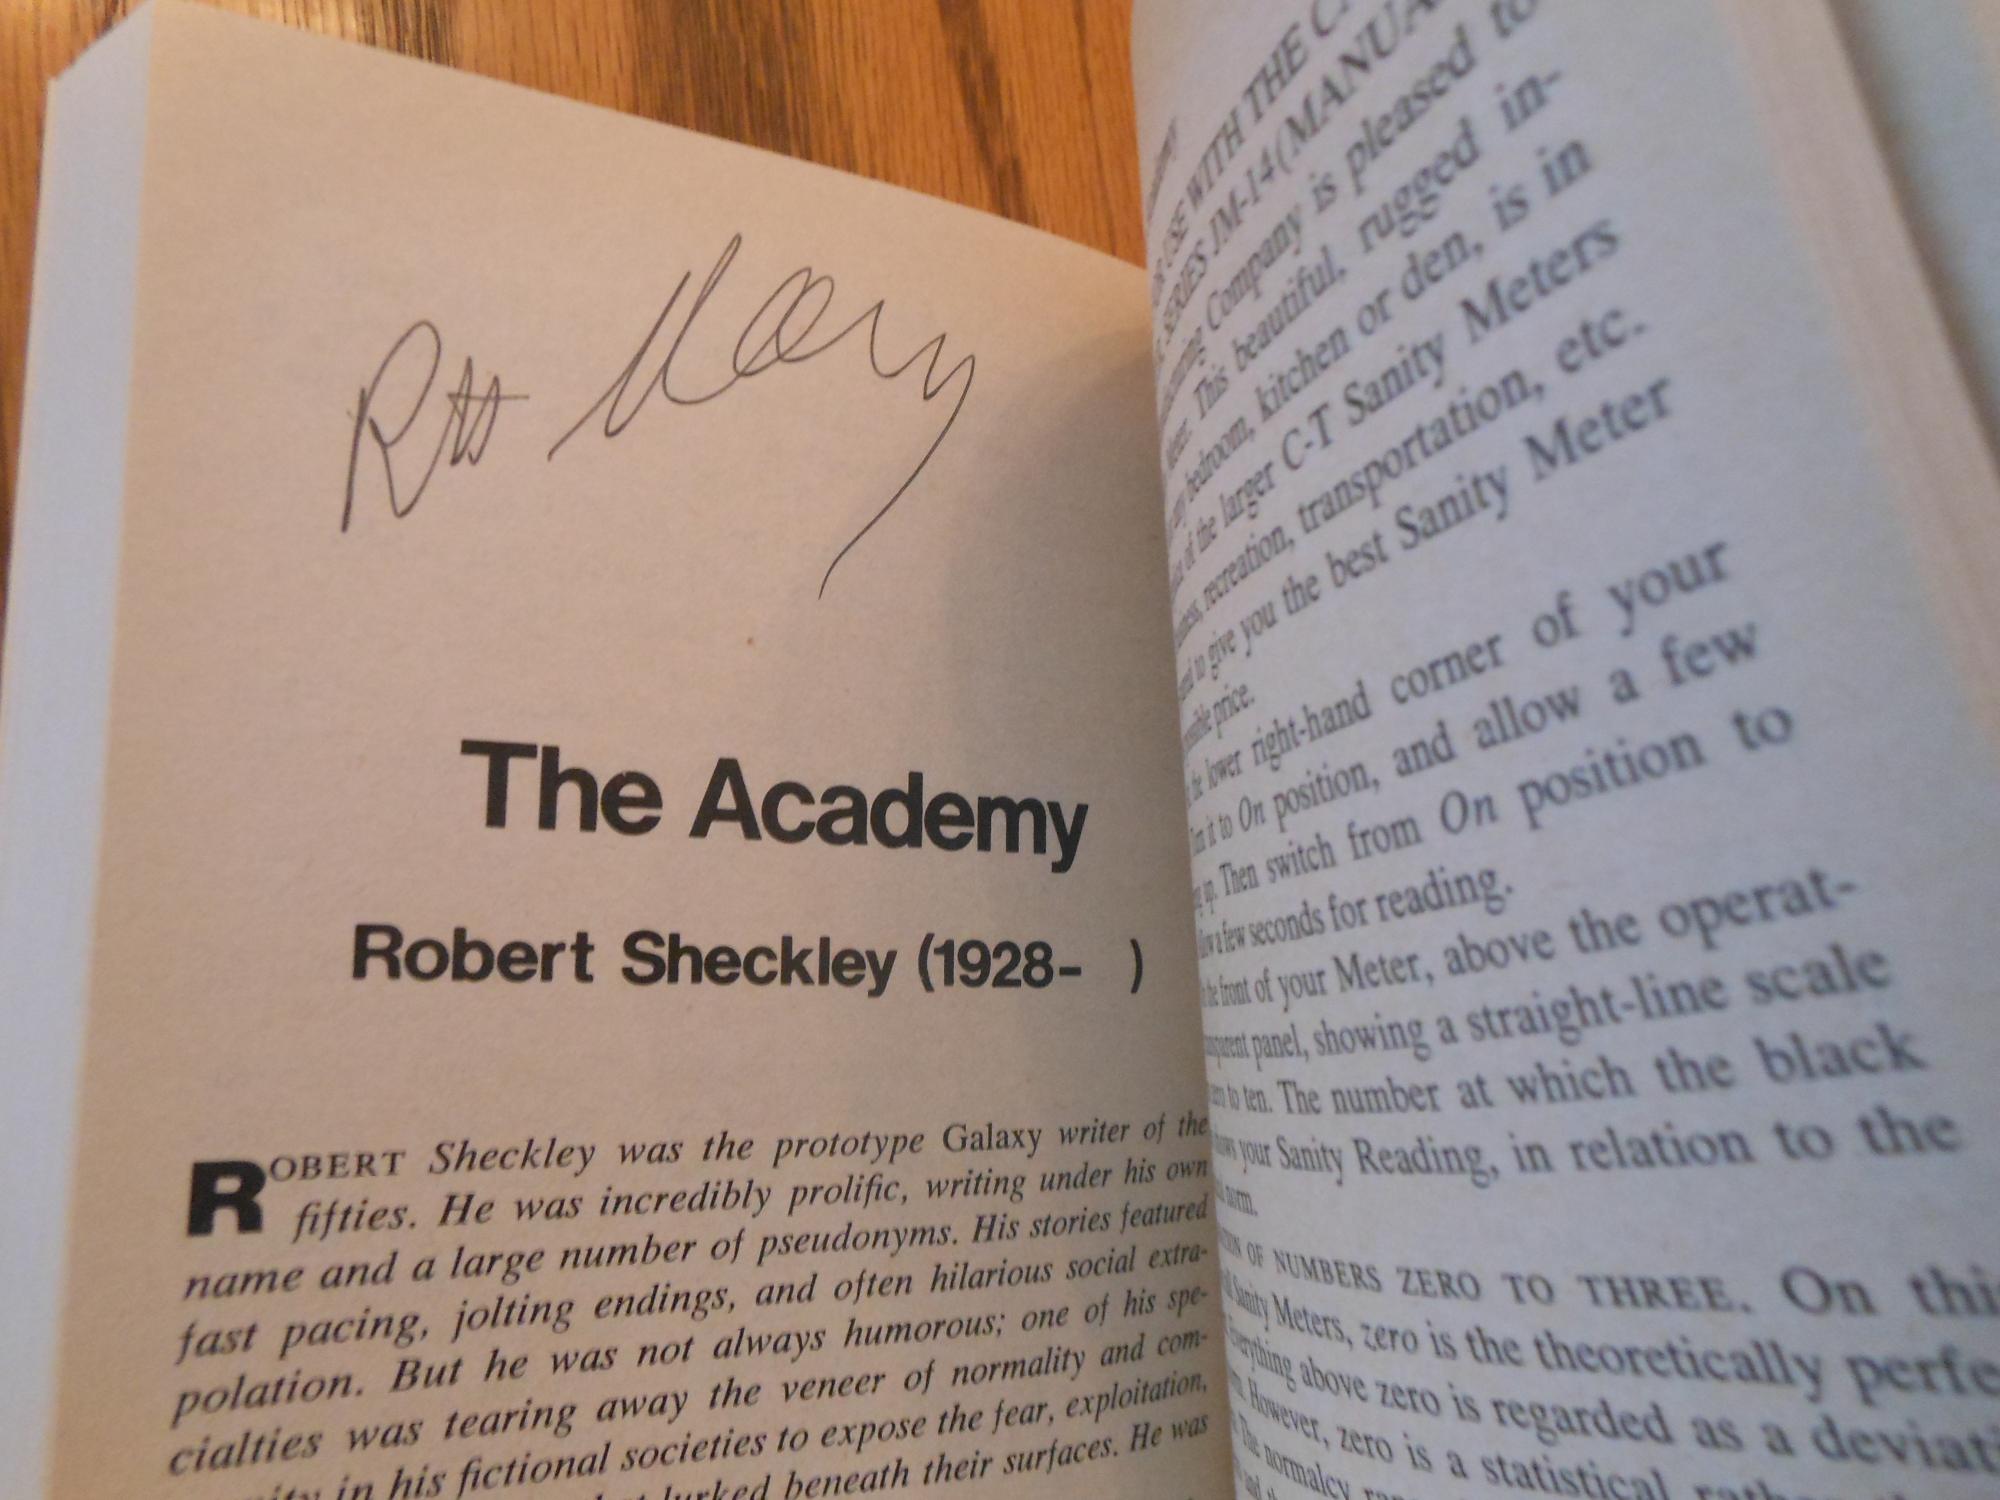 The Academy
Robert Sheckley (1928- )
ROBERT Sheckley was the prototype Galaxy writer of the
fifties. He was incredibly prolific, writing under his own
name and a large number of pseudonyms. His stories featured
fast pacing, jolting endings, and often hilarious social extra-
polation. But he was not always humorous; one of his spe-
cialties was tearing away the veneer of normality and com-
in his fictional societies to expose the fear, exploitation,
lurked beneath their surfaces. He was
USE WITH THE
SERIES JM-14 (MANUAL
Company is pleased to
This beautiful, rugged in-
bedroom, kitchen or den, is in
of the larger C-T Sanity Meters
recreation, transportation, etc.
to give you the best Sanity Meter
price.
the lower right-hand corner of your
it to On position, and allow a few
up. Then switch from On position to
a few seconds for reading.
the front of your Meter, above the operat-
panel, showing a straight-line scale
to ten. The number at which the black
your Sanity Reading, in relation to the
norm.
OF NUMBERS ZERO TO THREE. On this
Sanity Meters, zero is the theoretically
Everything above zero is regarded as a
However, zero is a statistical
The normalcy